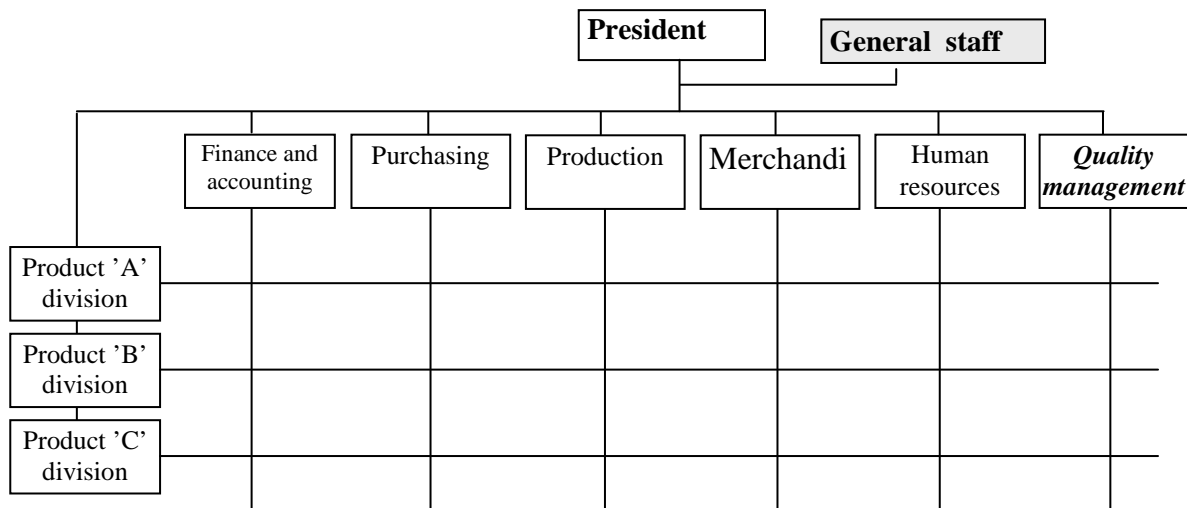 President
General staff
Finance and
accounting
Purchasing
Production
Merchandi
Human
resources
Quality
management
Product ’A’
division
Product ’B’
division
Product ’C’
division